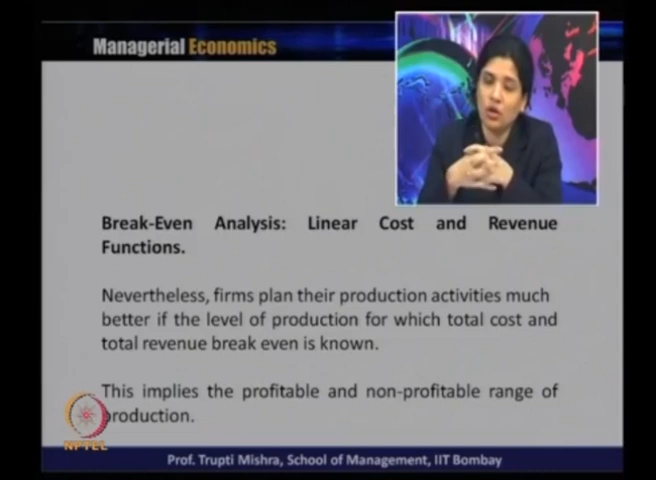 Managerial Economics
Break-Even Analysis: Linear Cost and Revenue
Functions.
Nevertheless, firms plan their production activities much
better if the level of production for which total cost and
total revenue break even is known.
This implies the profitable and non-profitable range of
production.
NPTEL
Prof. Trupti Mishra, School of Management, IIT Bombay